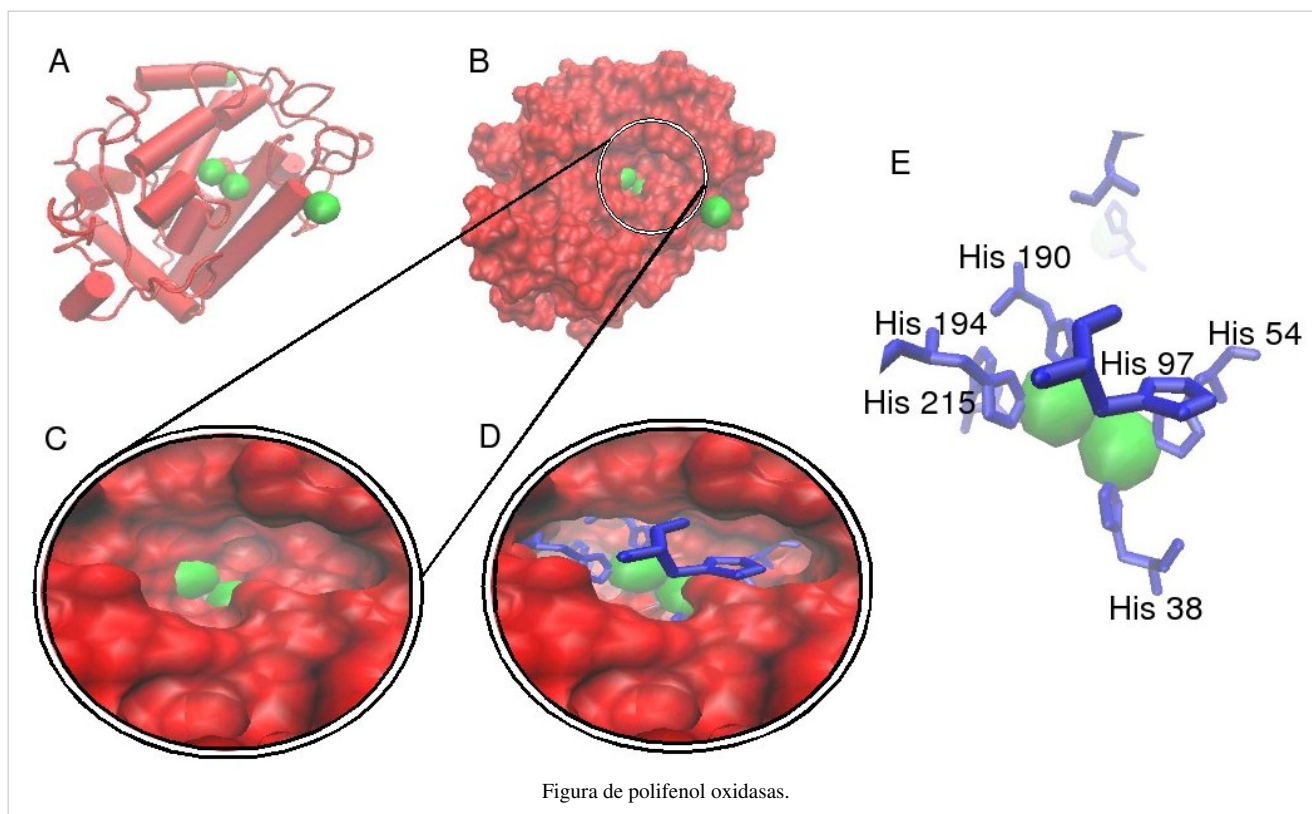 A
B
E
His 190
His 194
His 54
His 97
His 215
C
D
His 38
Figura de polifenol oxidasas.